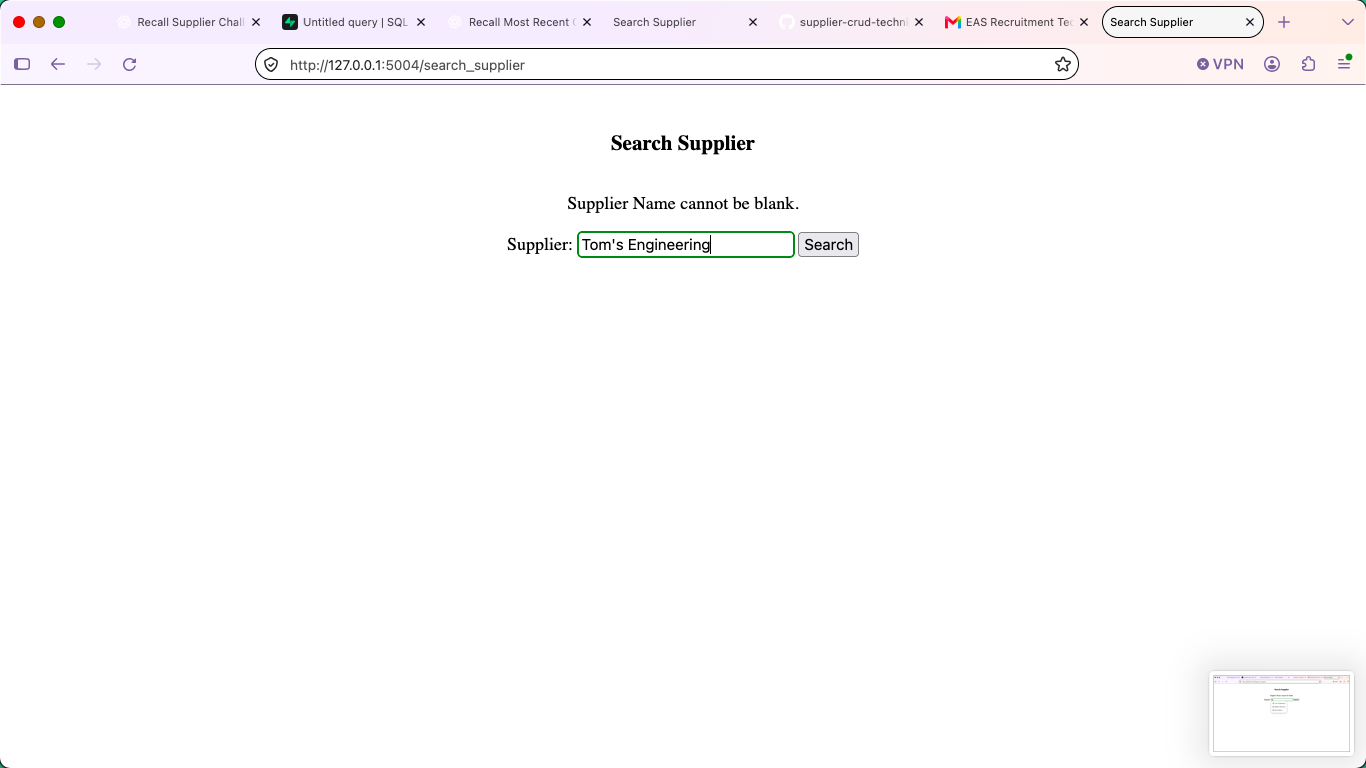 Recall Supplier Chall
Untitled query | SQL
Recall Most Recent
Search Supplier
supplier-crud-techni
EAS Recruitment Tec
Search Supplier
http://127.0.0.1:5004/search_supplier
VPN
Search Supplier
Supplier Name cannot be blank.
Supplier: Tom's Engineering Search